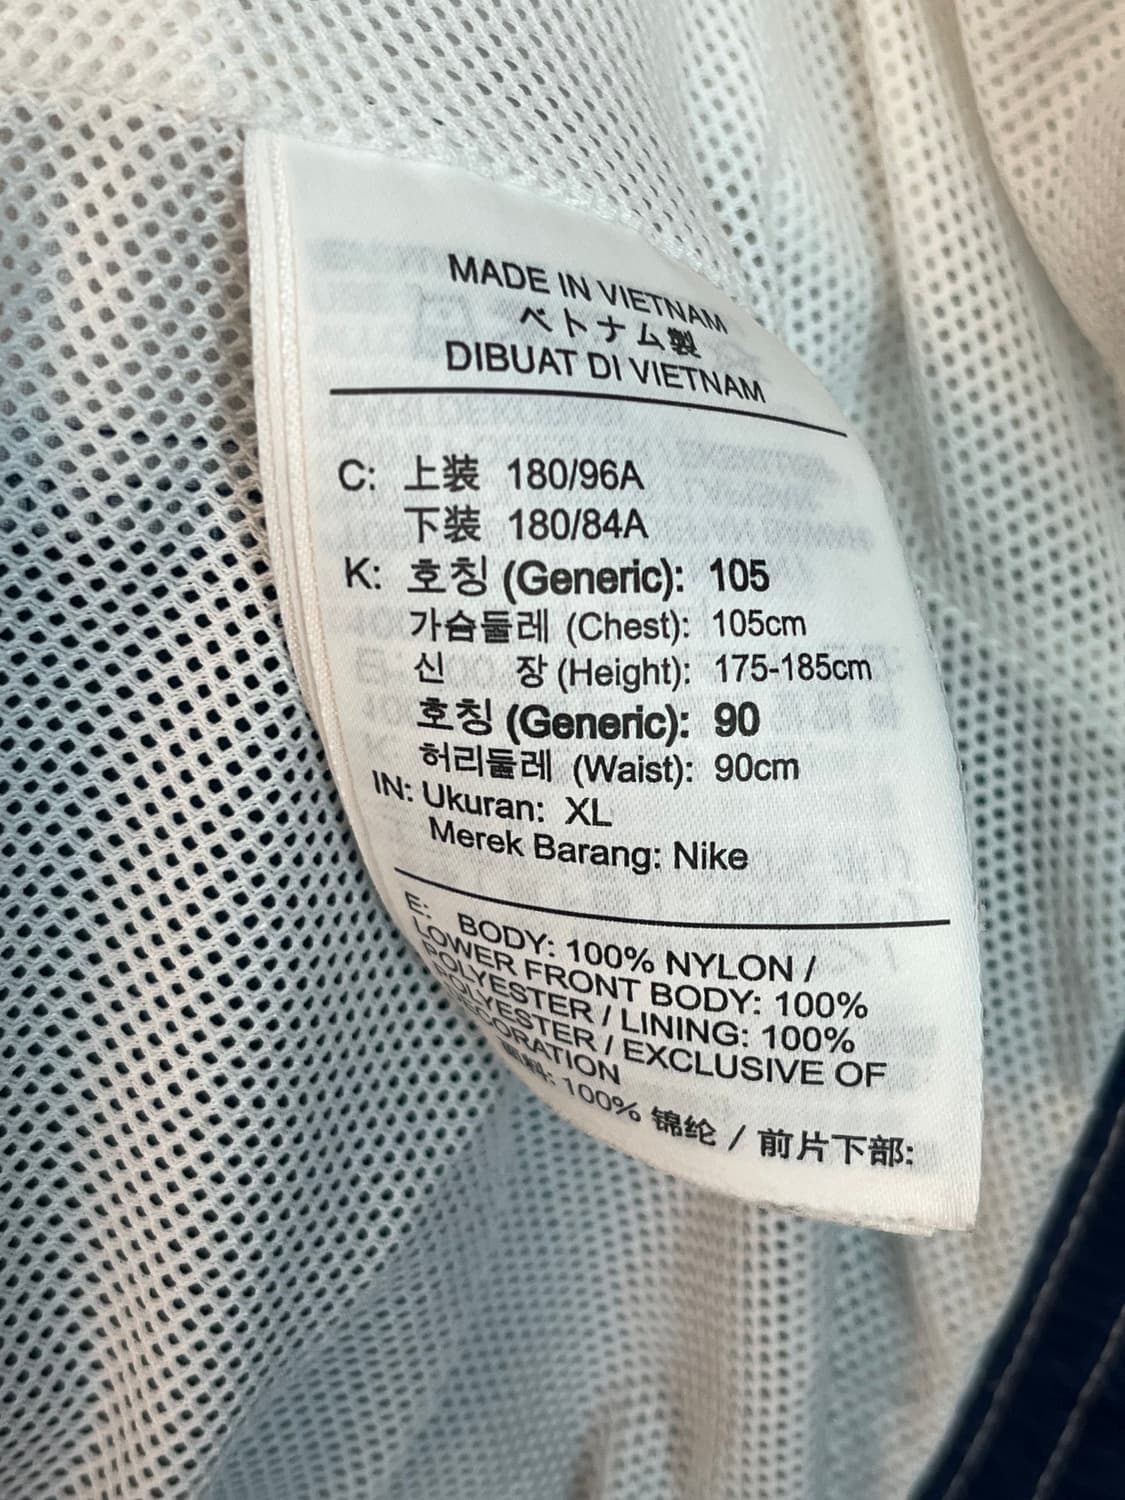 MADE IN VIETNAM
ベトナム製
DIBUAT DI VIETNAM
C: 上装 180/96A
下装 180/84A
K: 호칭 (Generic): 105
가슴둘레 (Chest): 105cm
신 장 (Height): 175-185cm
호칭 (Generic): 90
허리둘레 (Waist): 90cm
IN: Ukuran: XL
Merek Barang: Nike
E: BODY: 100% NYLON /
LOWER FRONT BODY: 100%
POLYESTER / LINING: 100%
POLYESTER / EXCLUSIVE OF
DECORATION
100% 锦纶 / 前片下部: